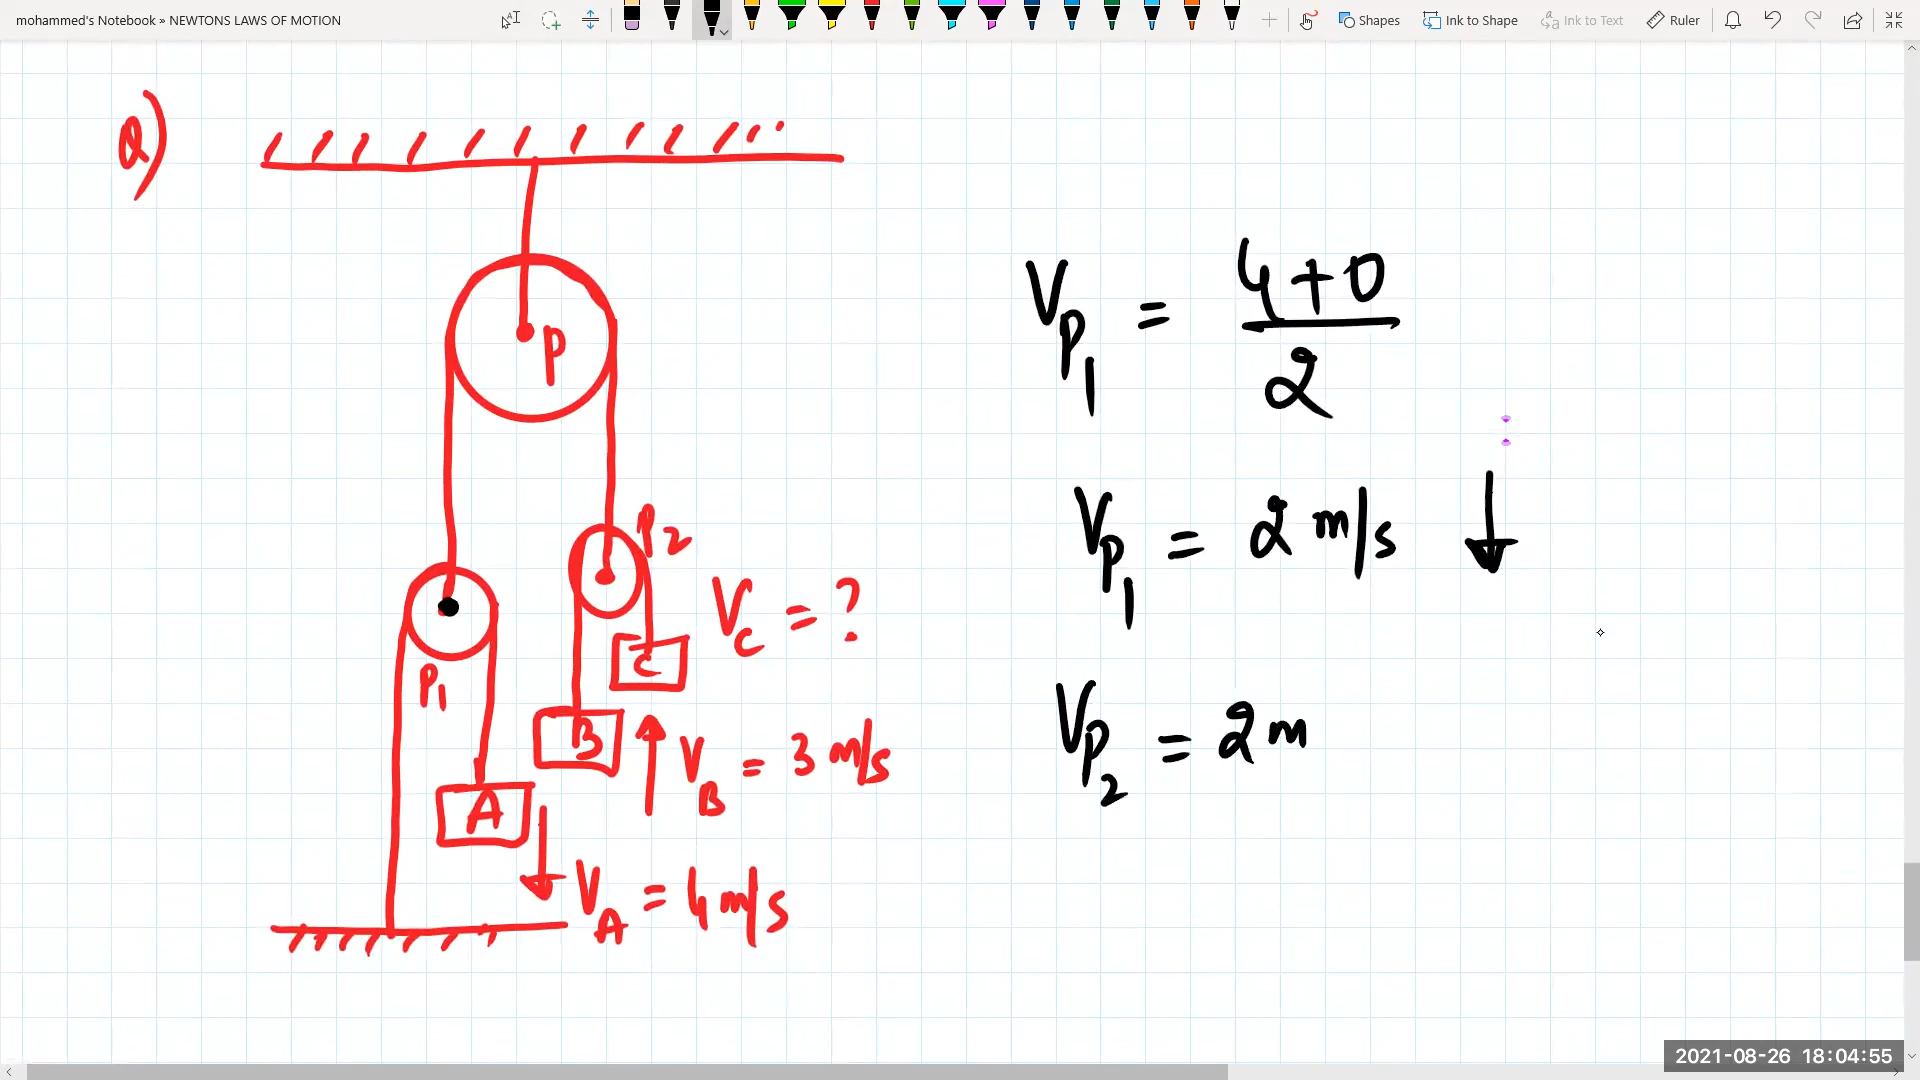 mohammed's Notebook » NEWTONS LAWS OF MOTION
Shapes
Ink to Shape
Ink to Text
Ruler
Q)
P
P2
P1
C
Vc = ?
B
VB = 3 m/s
A
VA = 4 m/s
VP1 = 4+0
2
VP1 = 2 m/s ↓
VP2 = 2 m
2021-08-26 18:04:55